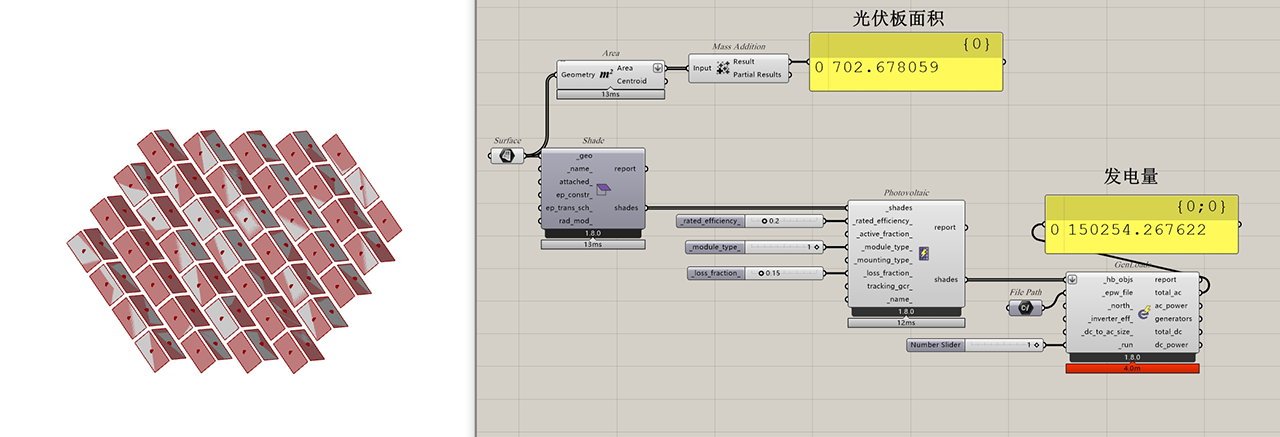 光伏板面积
{0}
0 702.678059
Area
Geometry
m²
Area
Centroid
13ms
Mass Addition
Input
Result
Partial Results
Surface
Shade
_geo
_name_
attached_
ep_constr_
ep_trans_sch_
rad_mod_
report
shades
1.8.0
13ms
_rated_efficiency_
0.2
_module_type_
1
_loss_fraction_
0.15
Photovoltaic
_shades
_rated_efficiency_
_active_fraction_
_module_type_
_mounting_type_
_loss_fraction_
tracking_gcr_
_name_
report
shades
1.8.0
12ms
发电量
{0;0}
0 150254.267622
File Path
Number Slider
1
GenLoads
_hb_objs
_epw_file
_north_
_inverter_eff_
_dc_to_ac_size_
_run
report
total_ac
ac_power
generators
total_dc
dc_power
1.8.0
4.0m